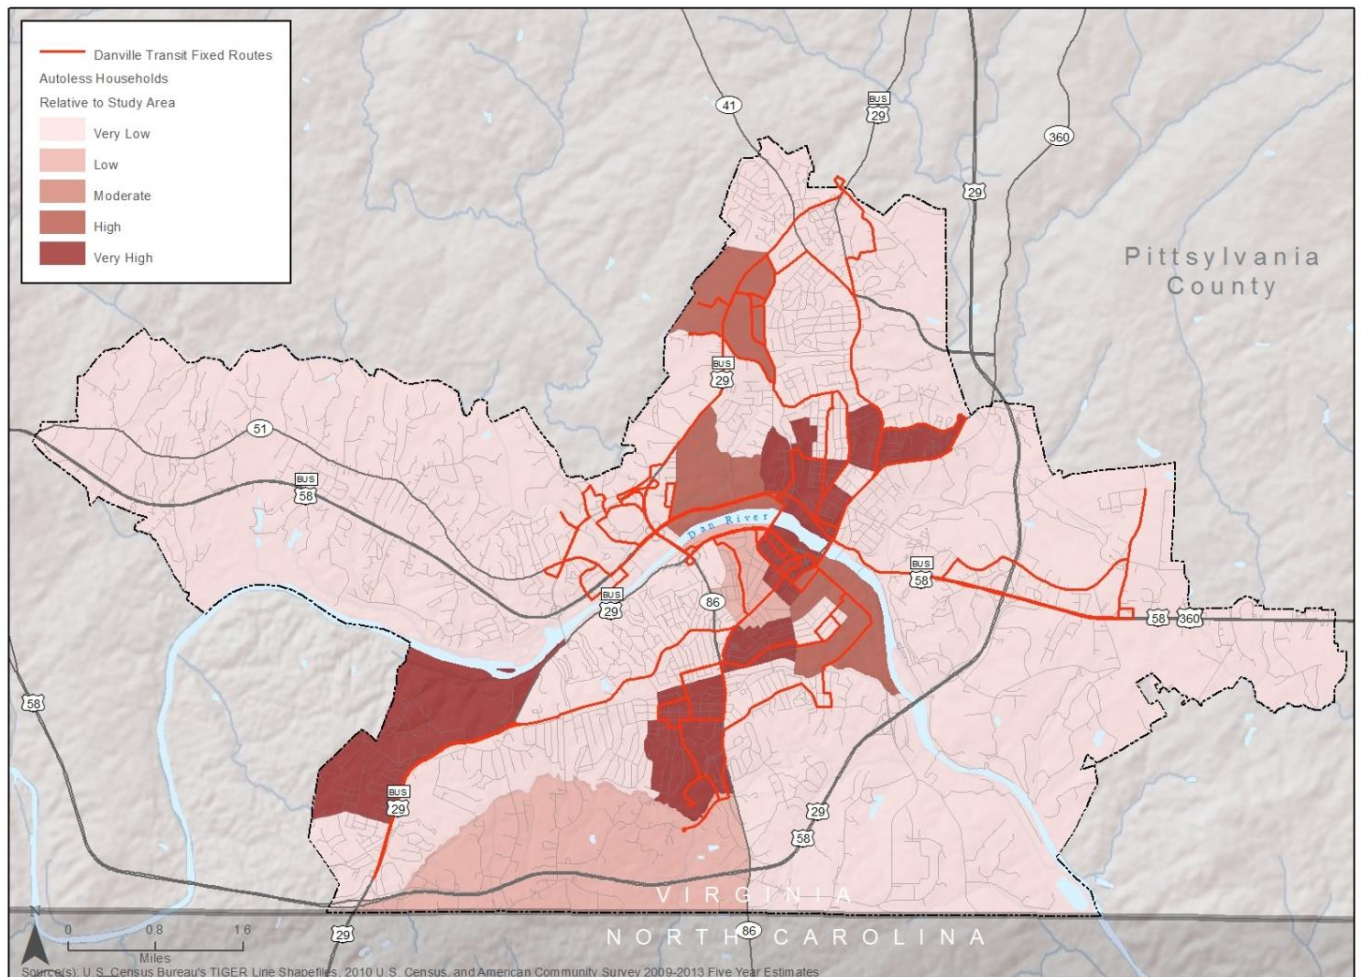 Danville Transit Fixed Routes
Autoless Households
Relative to Study Area
Very Low
Low
Moderate
High
Very High
41
BUS
29
360
29
Pittsylvania
County
BUS
29
51
BUS
58
Dan River
BUS
58
BUS
29
86
58
360
58
BUS
29
29
58
VIRGINIA
NORTH CAROLINA
29
86
N
0 0.8 1.6
Miles
Source(s): U.S. Census Bureau's TIGER Line Shapefiles, 2010 U.S. Census, and American Community Survey 2009-2013 Five Year Estimates